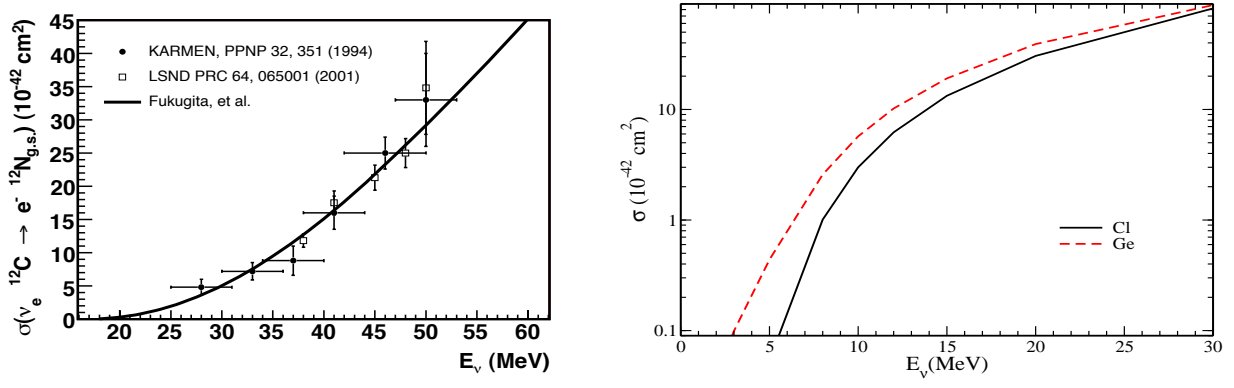 σ(νe 12C → e- 12Ng.s.) (10-42 cm2)
45
40
35
30
25
20
15
10
5
0
KARMEN, PPNP 32, 351 (1994)
LSND PRC 64, 065001 (2001)
Fukugita, et al.
20 25 30 35 40 45 50 55 60
Eν (MeV)
σ (10-42 cm2)
10
1
0.1
Cl
Ge
0 5 10 15 20 25 30
Eν(MeV)